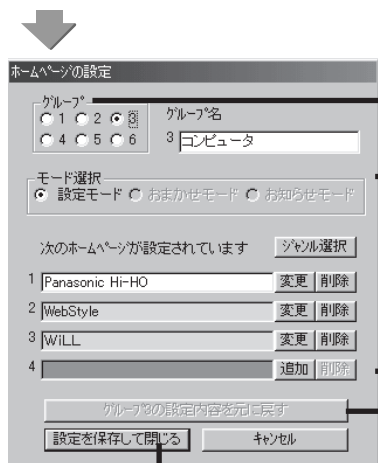 ホームページの設定
グループ
1 2 3
4 5 6
グループ名
3 コンピュータ
モード選択
設定モード おまかせモード お知らせモード
次のホームページが設定されています ジャンル選択
1 Panasonic Hi-HO 変更 削除
2 WebStyle 変更 削除
3 WiLL 変更 削除
4 追加 削除
グループ3の設定内容を元に戻す
設定を保存して閉じる キャンセル